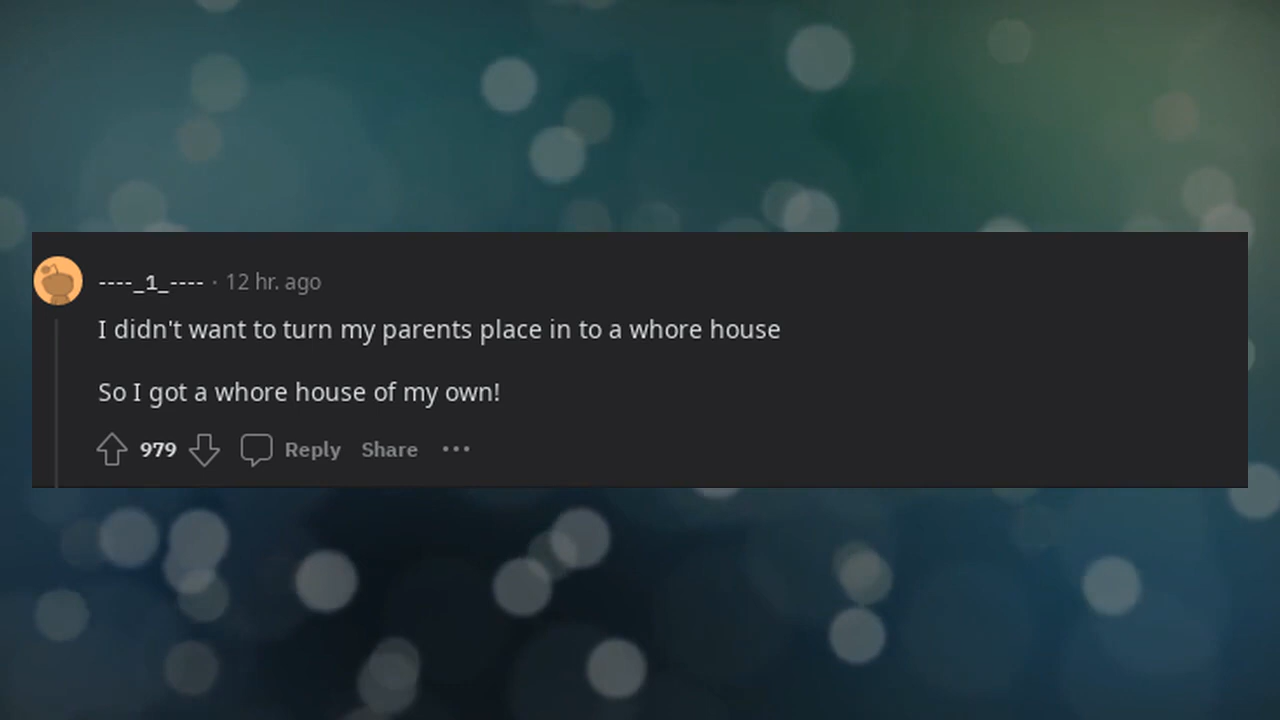 ----_1_---- · 12 hr. ago
I didn't want to turn my parents place in to a whore house
So I got a whore house of my own!
979 Reply Share ···